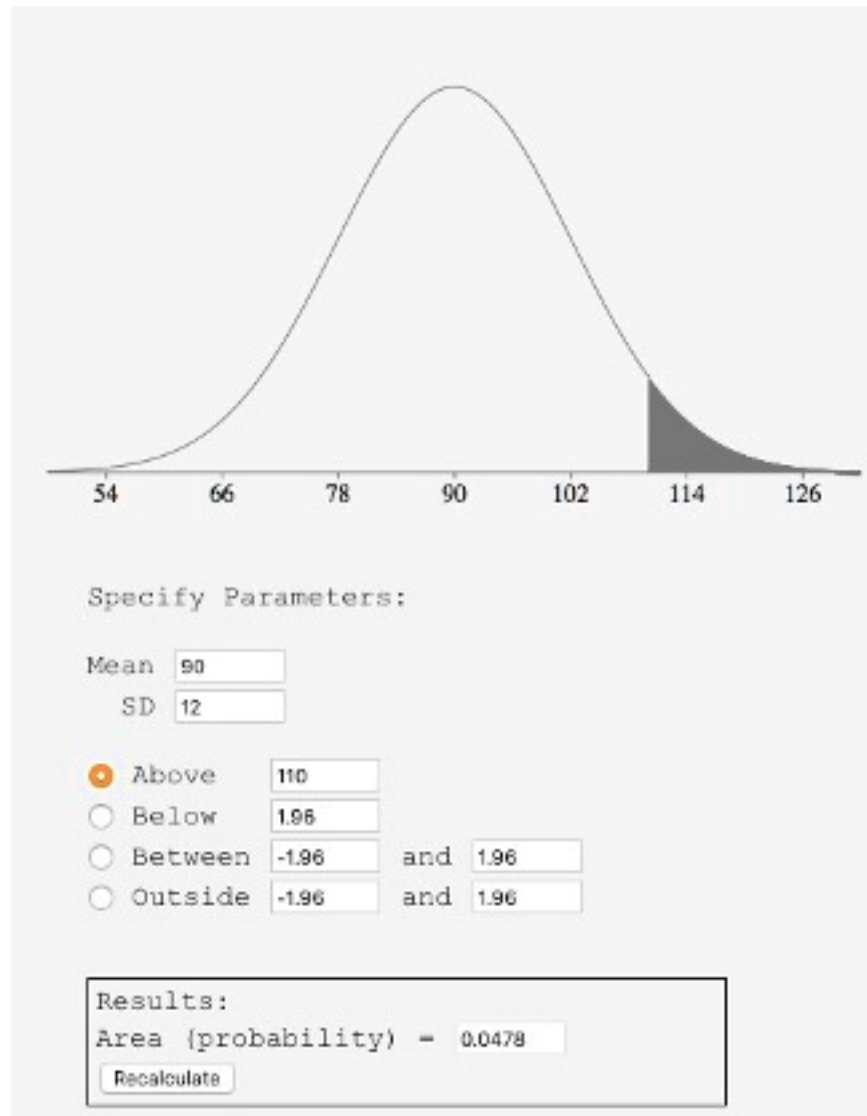 54 66 78 90 102 114 126
Specify Parameters:
Mean 90
SD 12
Above 110
Below 1.96
Between -1.96 and 1.96
Outside -1.96 and 1.96
Results:
Area (probability) = 0.0478
Recalculate